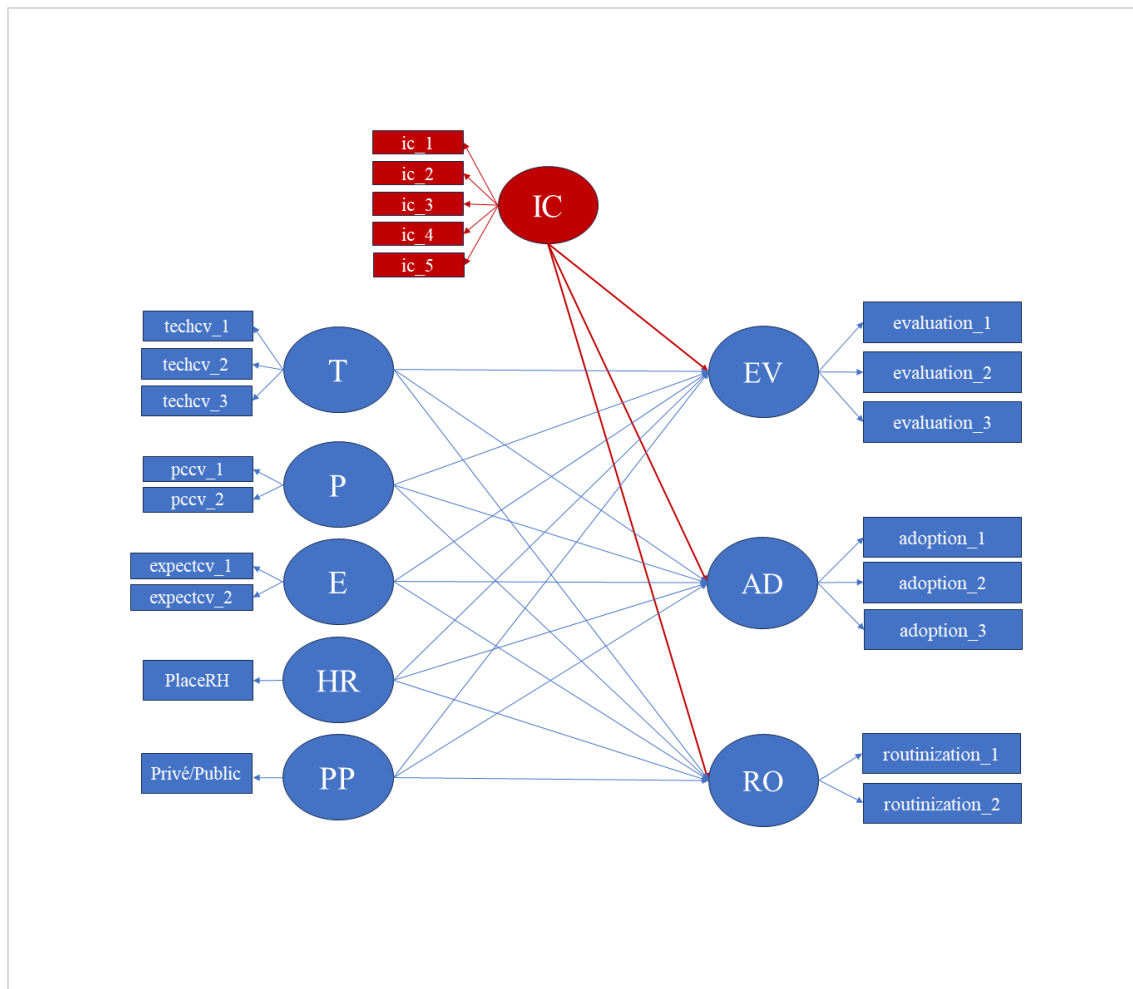 ic_1
ic_2
ic_3
ic_4
ic_5
IC
techcv_1
techcv_2
techcv_3
T
pccv_1
pccv_2
P
expectcv_1
expectcv_2
E
PlaceRH
HR
Privé/Public
PP
EV
evaluation_1
evaluation_2
evaluation_3
AD
adoption_1
adoption_2
adoption_3
RO
routinization_1
routinization_2